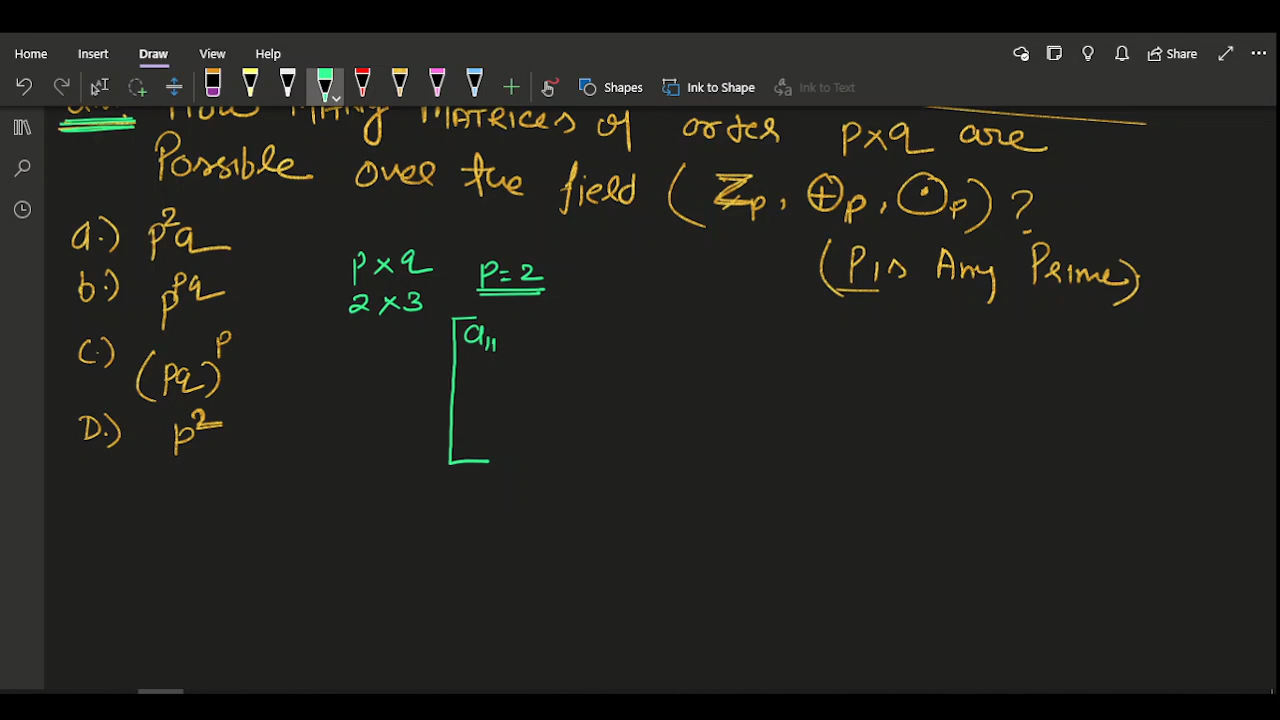 Home Insert Draw View Help
Share
Shapes Ink to Shape Ink to Text
How MANy MATRICES of order p×q are
Possible over the field (ℤp, ⊕p, ⊙p)?
(P is Any Prime)
a.) p²q
b.) p^pq
C.) (pq)^p
D.) p²
p×q p=2
2×3
[a₁₁